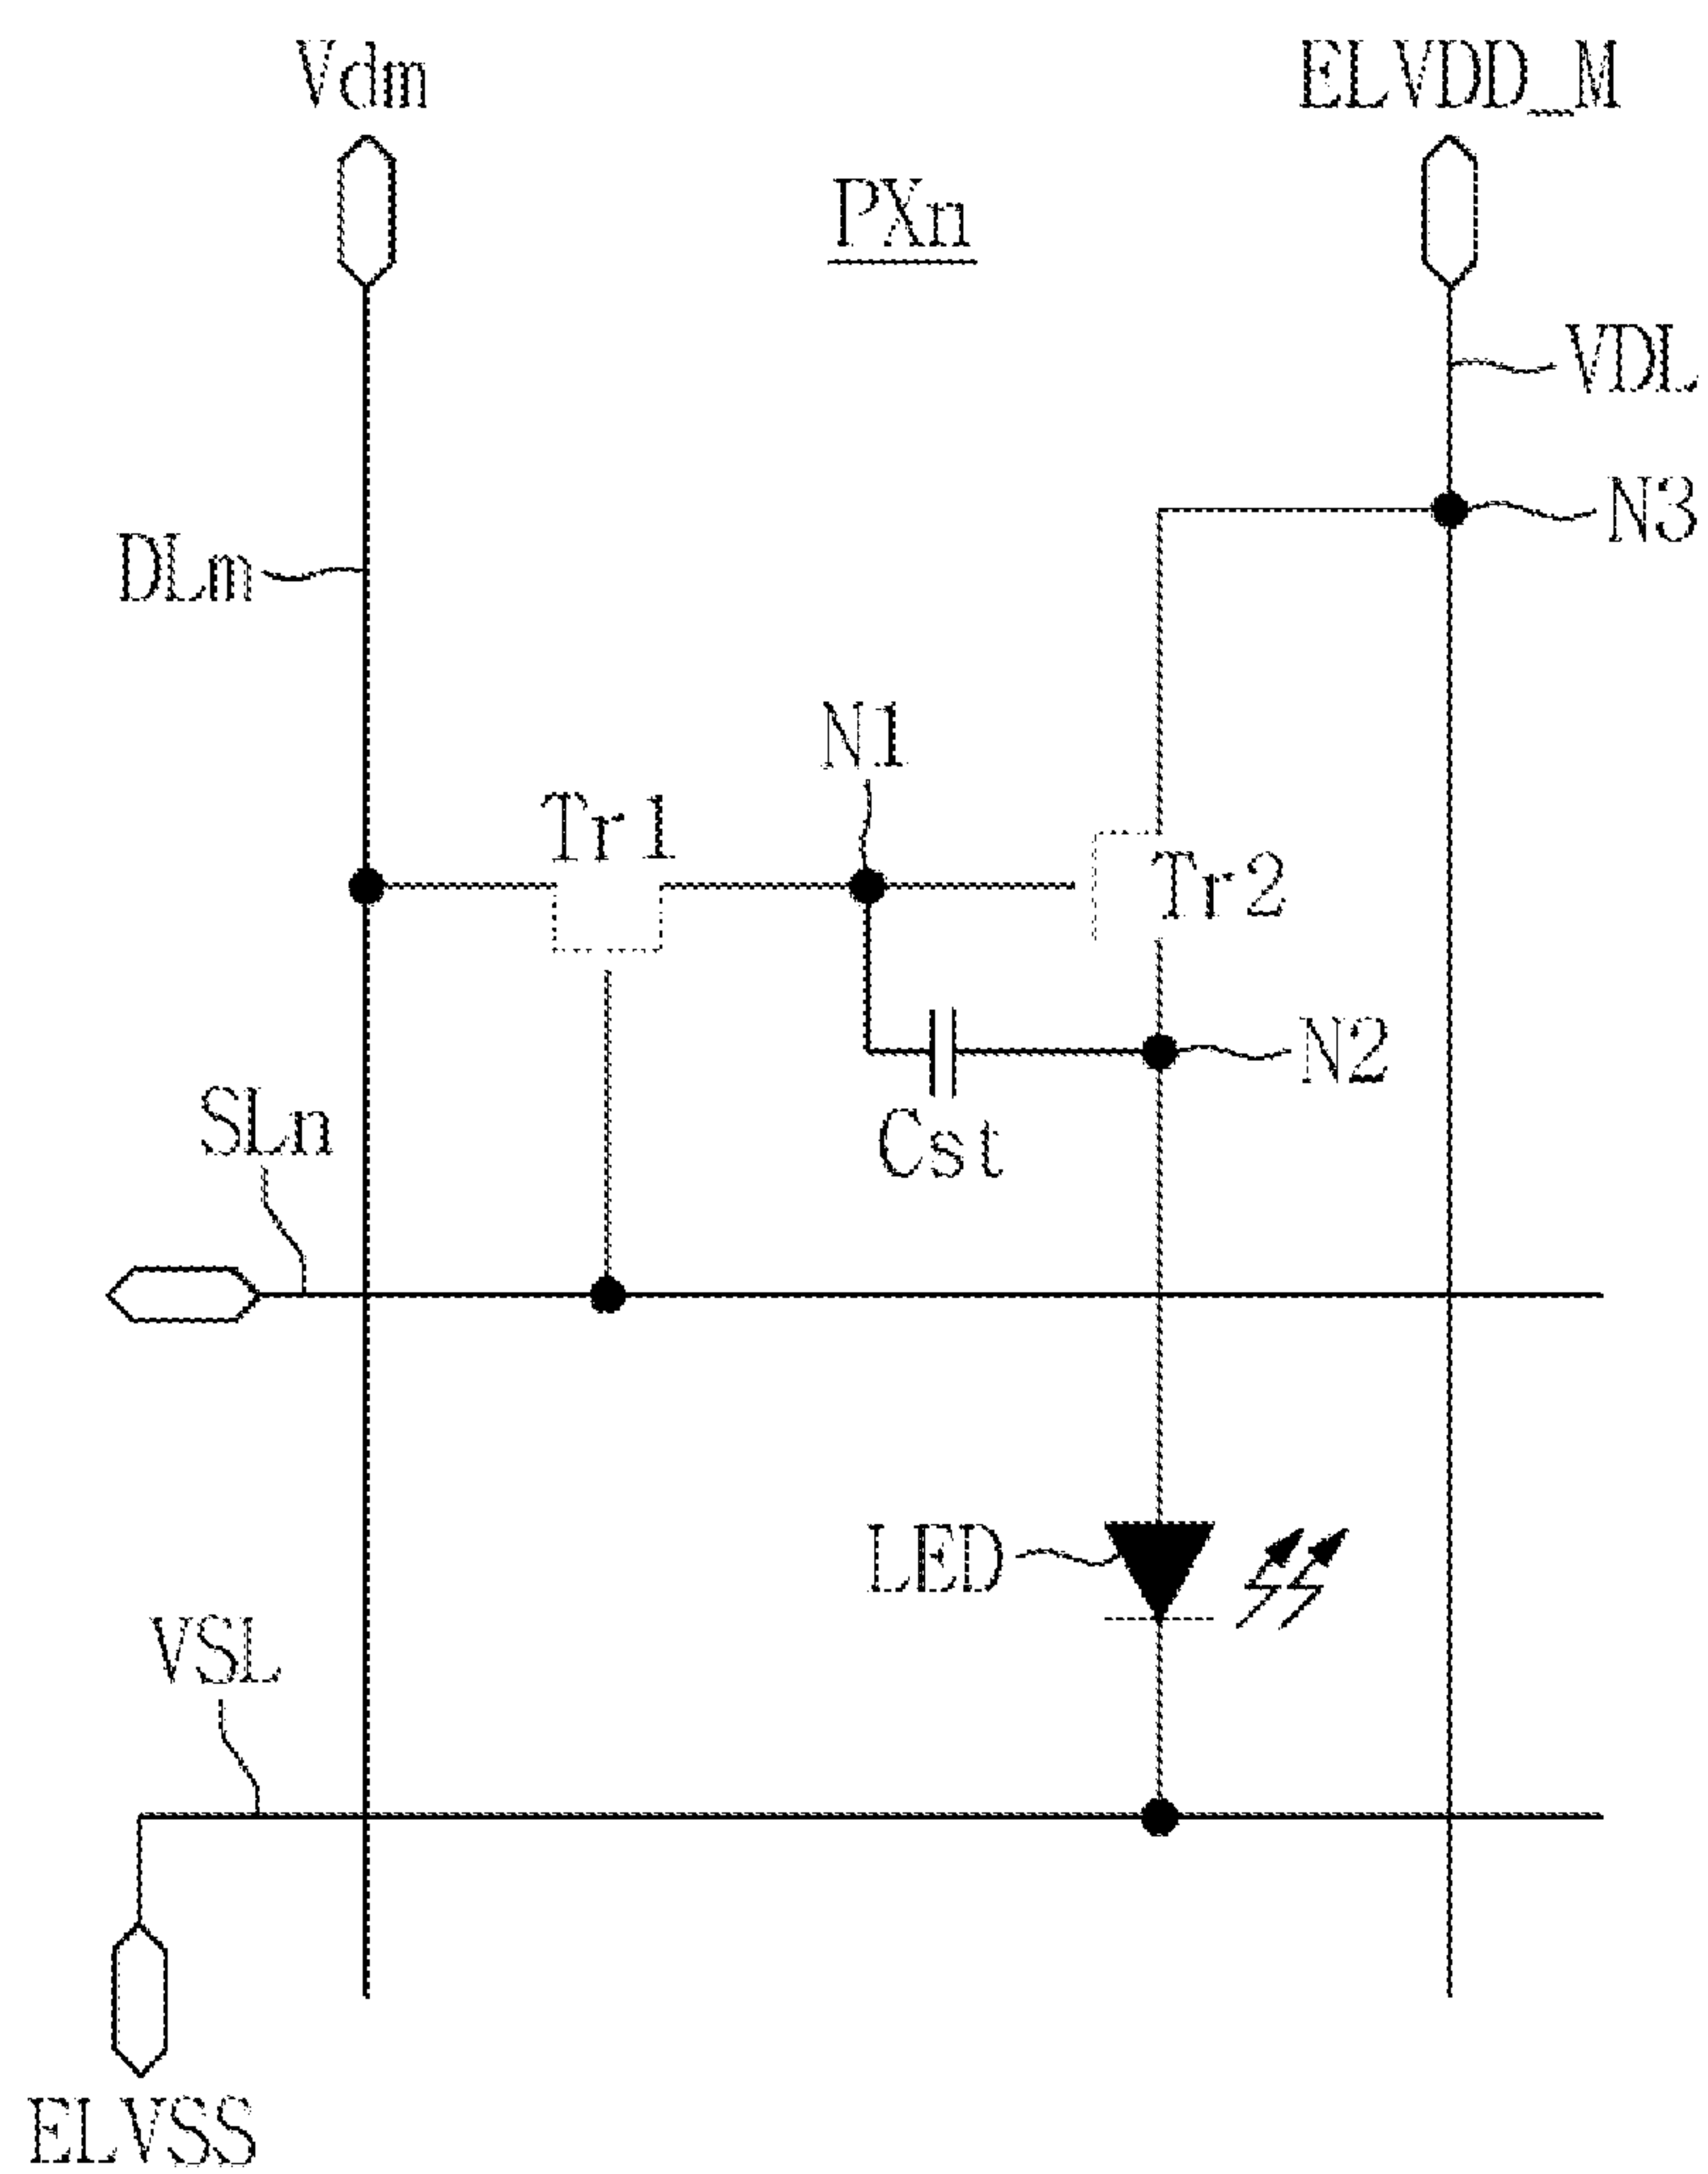 Vdm
ELVDD_M
PXn
VDL
N3
DLm
N1
Tr1
Tr2
N2
SLn
Cst
LED
VSL
ELVSS